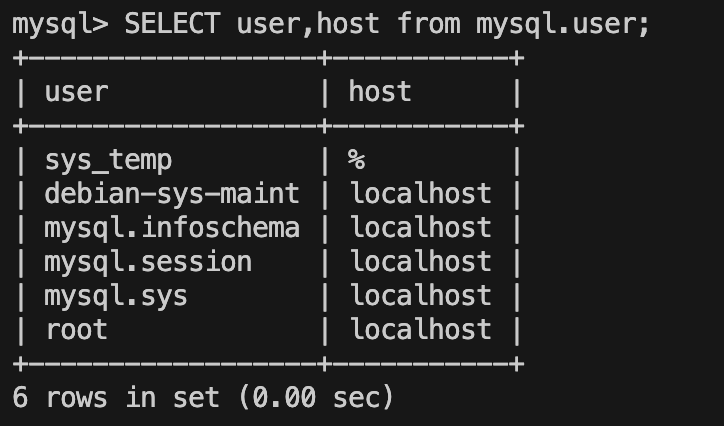 mysql> SELECT user,host from mysql.user;
+------------------+-----------+
| user             | host      |
+------------------+-----------+
| sys_temp         | %         |
| debian-sys-maint | localhost |
| mysql.infoschema | localhost |
| mysql.session    | localhost |
| mysql.sys        | localhost |
| root             | localhost |
+------------------+-----------+
6 rows in set (0.00 sec)